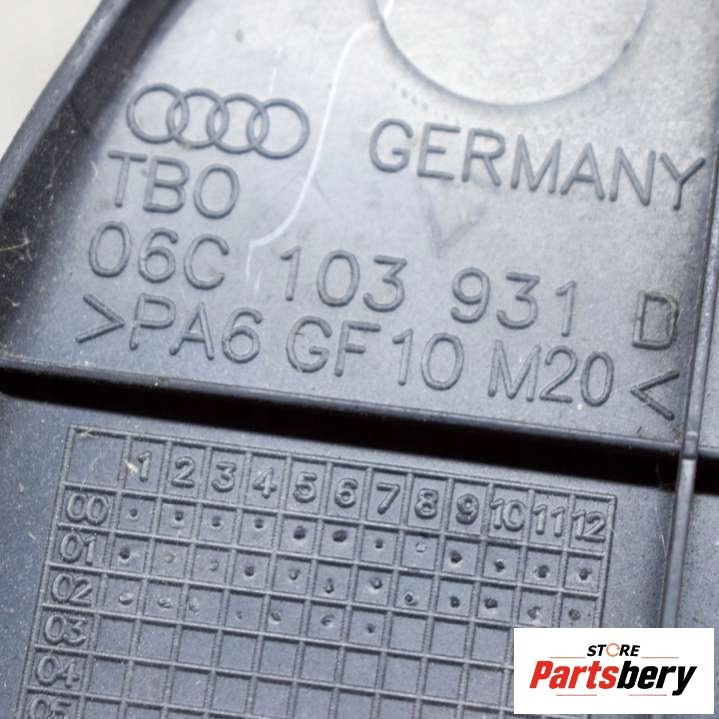 GERMANY
TBO
06C 103 931 D
>PA6 GF10 M20<
1 2 3 4 5 6 7 8 9 10 11 12
00
01
02
03
04
STORE
Partsbery